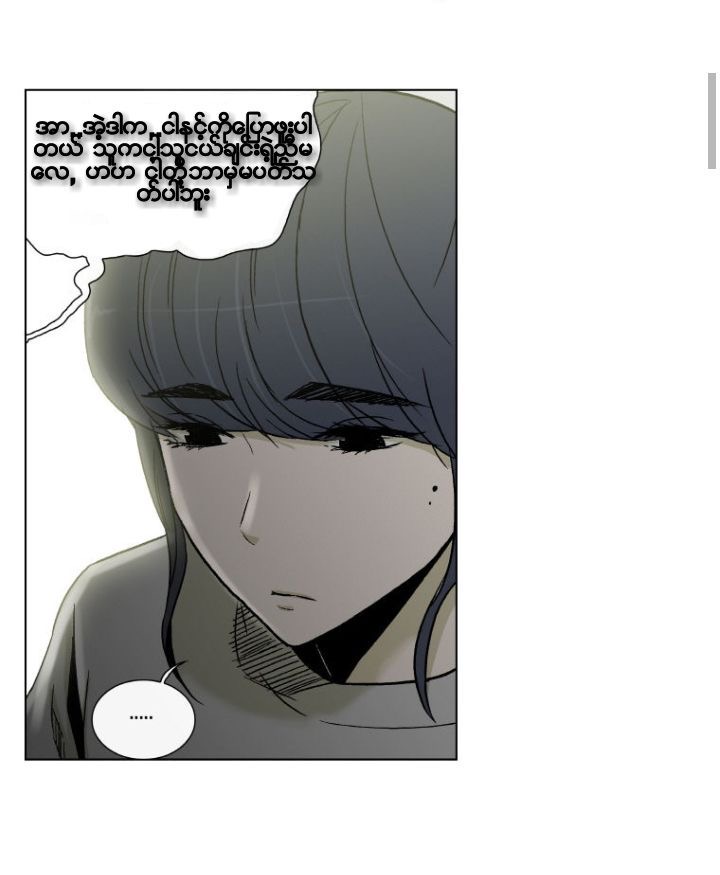 အာ..အဲ့ဒါက..ငါနင့်ကိုပြောဖူးပါ
တယ် သူကငါ့သူငယ်ချင်းရဲ့ညီမ
လေ, ဟဟ ငါတို့ဘာမှမပတ်သ
တ်ပါဘူး
.....